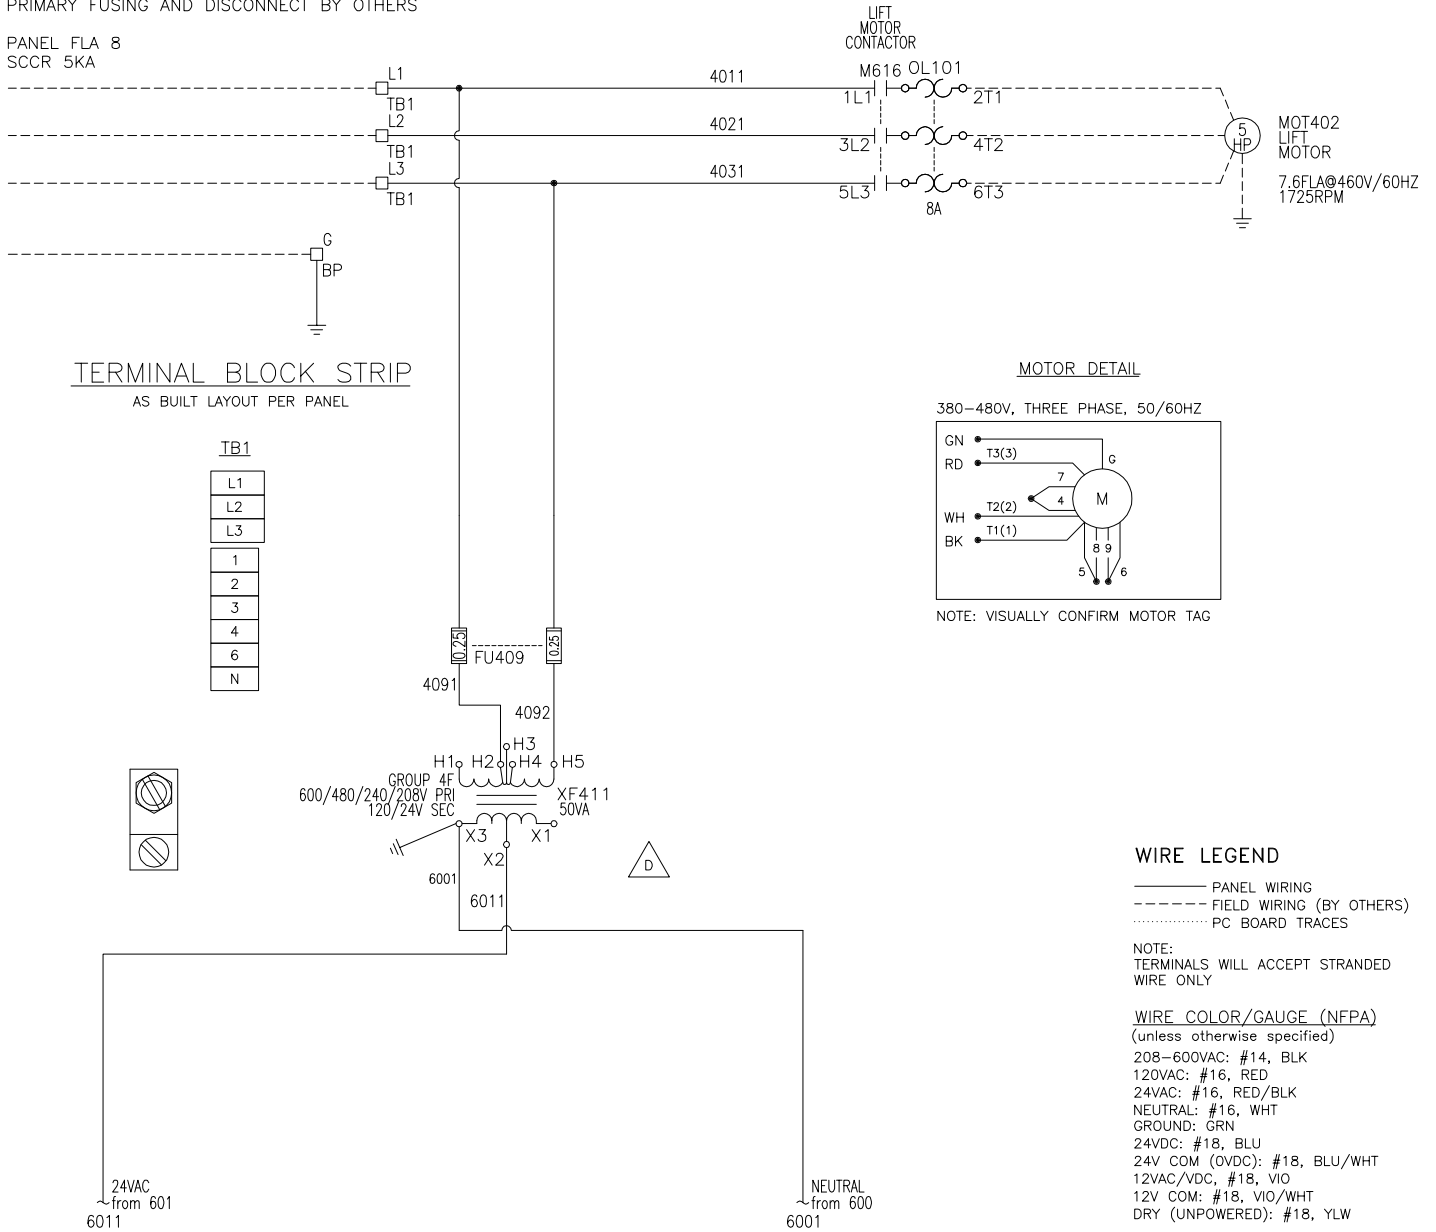 PRIMARY FUSING AND DISCONNECT BY OTHERS
PANEL FLA 8
SCCR 5KA
LIFT
MOTOR
CONTACTOR
L1
TB1
4011
M616
OL101
1L1
2T1
L2
TB1
4021
3L2
4T2
L3
TB1
4031
5L3
8A
6T3
5
HP
MOT402
LIFT
MOTOR
7.6FLA@460V/60HZ
1725RPM
G
BP
TERMINAL BLOCK STRIP
AS BUILT LAYOUT PER PANEL
TB1
L1
L2
L3
1
2
3
4
6
N
MOTOR DETAIL
380-480V, THREE PHASE, 50/60HZ
GN
RD
T3(3)
G
7
4
M
WH
T2(2)
BK
T1(1)
8 9
5
6
NOTE: VISUALLY CONFIRM MOTOR TAG
0.25
FU409
0.25
4091
4092
H3
H1
H2
H4
H5
GROUP 4F
600/480/240/208V PRI
120/24V SEC
XF411
50VA
X3
X1
X2
6001
6011
D
WIRE LEGEND
PANEL WIRING
FIELD WIRING (BY OTHERS)
PC BOARD TRACES
NOTE:
TERMINALS WILL ACCEPT STRANDED
WIRE ONLY
WIRE COLOR/GAUGE (NFPA)
(unless otherwise specified)
208-600VAC: #14, BLK
120VAC: #16, RED
24VAC: #16, RED/BLK
NEUTRAL: #16, WHT
GROUND: GRN
24VDC: #18, BLU
24V COM (0VDC): #18, BLU/WHT
12VAC/VDC, #18, VIO
12V COM: #18, VIO/WHT
DRY (UNPOWERED): #18, YLW
24VAC
from 601
6011
NEUTRAL
from 600
6001